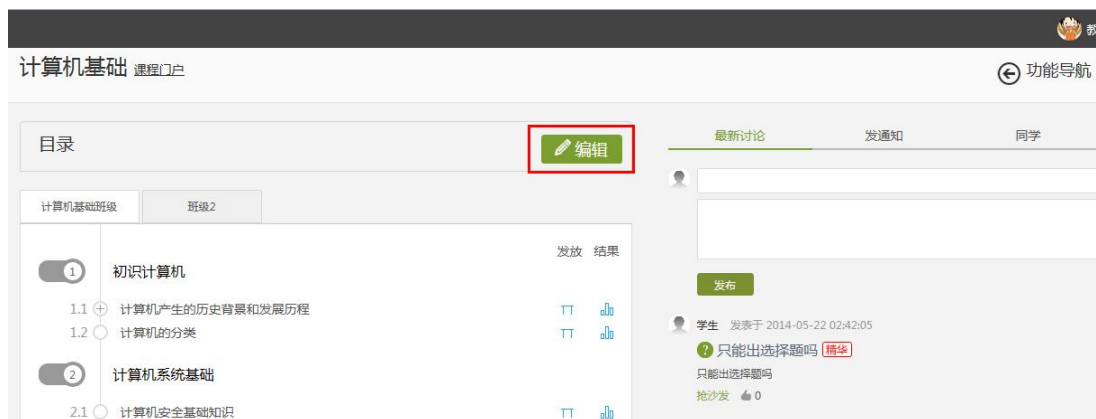 教
计算机基础 课程门户
功能导航
目录
编辑
计算机基础班级 班级2
发放 结果
1 初识计算机
1.1 计算机产生的历史背景和发展历程
1.2 计算机的分类
2 计算机系统基础
2.1 计算机安全基础知识
最新讨论 发通知 同学
发布
学生 发表于 2014-05-22 02:42:05
? 只能出选择题吗 精华
只能出选择题吗
抢沙发 0